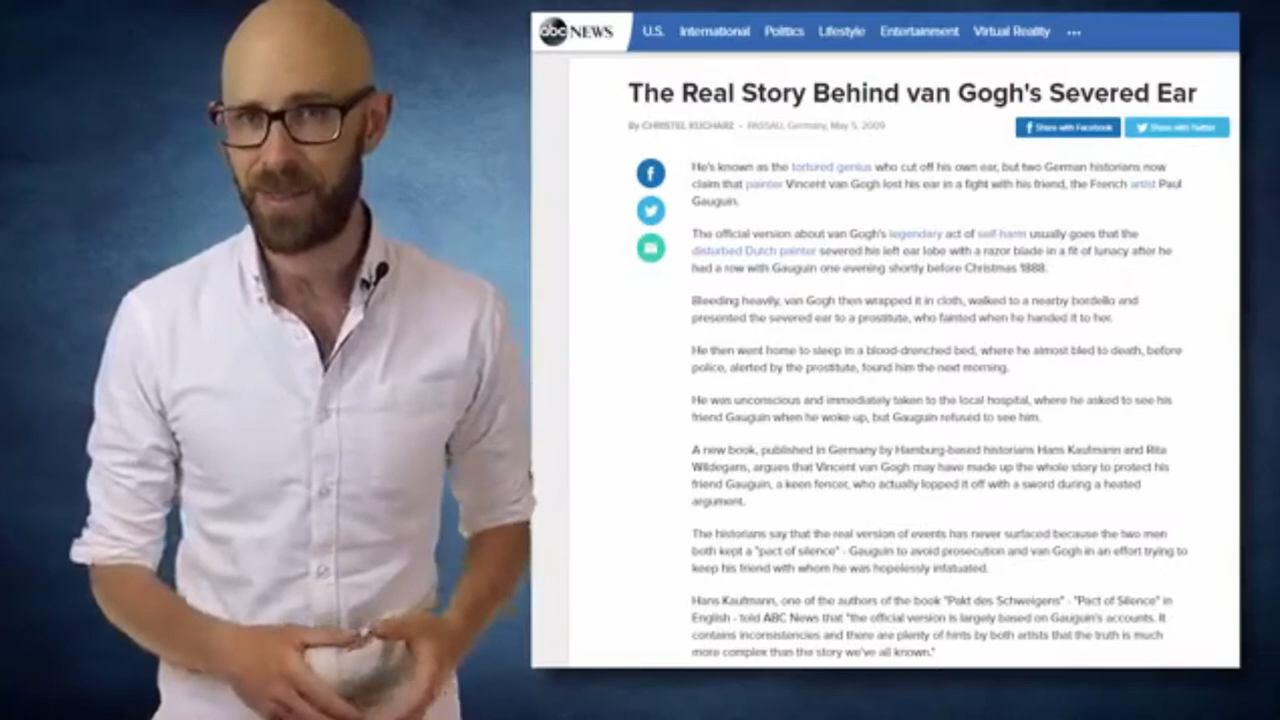 abc NEWS U.S. International Politics Lifestyle Entertainment Virtual Reality ...
The Real Story Behind van Gogh's Severed Ear
By CHRISTEL KUCHARZ • PASSAU, Germany, May 5, 2009
f Share with Facebook Share with Twitter
He's known as the tortured genius who cut off his own ear, but two German historians now
claim that painter Vincent van Gogh lost his ear in a fight with his friend, the French artist Paul
Gauguin.
The official version about van Gogh's legendary act of self-harm usually goes that the
disturbed Dutch painter severed his left ear lobe with a razor blade in a fit of lunacy after he
had a row with Gauguin one evening shortly before Christmas 1888.
Bleeding heavily, van Gogh then wrapped it in cloth, walked to a nearby bordello and
presented the severed ear to a prostitute, who fainted when he handed it to her.
He then went home to sleep in a blood-drenched bed, where he almost bled to death, before
police, alerted by the prostitute, found him the next morning.
He was unconscious and immediately taken to the local hospital, where he asked to see his
friend Gauguin when he woke up, but Gauguin refused to see him.
A new book, published in Germany by Hamburg-based historians Hans Kaufmann and Rita
Wildegans, argues that Vincent van Gogh may have made up the whole story to protect his
friend Gauguin, a keen fencer, who actually lopped it off with a sword during a heated
argument.
The historians say that the real version of events has never surfaced because the two men
both kept a "pact of silence" - Gauguin to avoid prosecution and van Gogh in an effort trying to
keep his friend with whom he was hopelessly infatuated.
Hans Kaufmann, one of the authors of the book "Pakt des Schweigens" - "Pact of Silence" in
English - told ABC News that "the official version is largely based on Gauguin's accounts. It
contains inconsistencies and there are plenty of hints by both artists that the truth is much
more complex than the story we've all known."